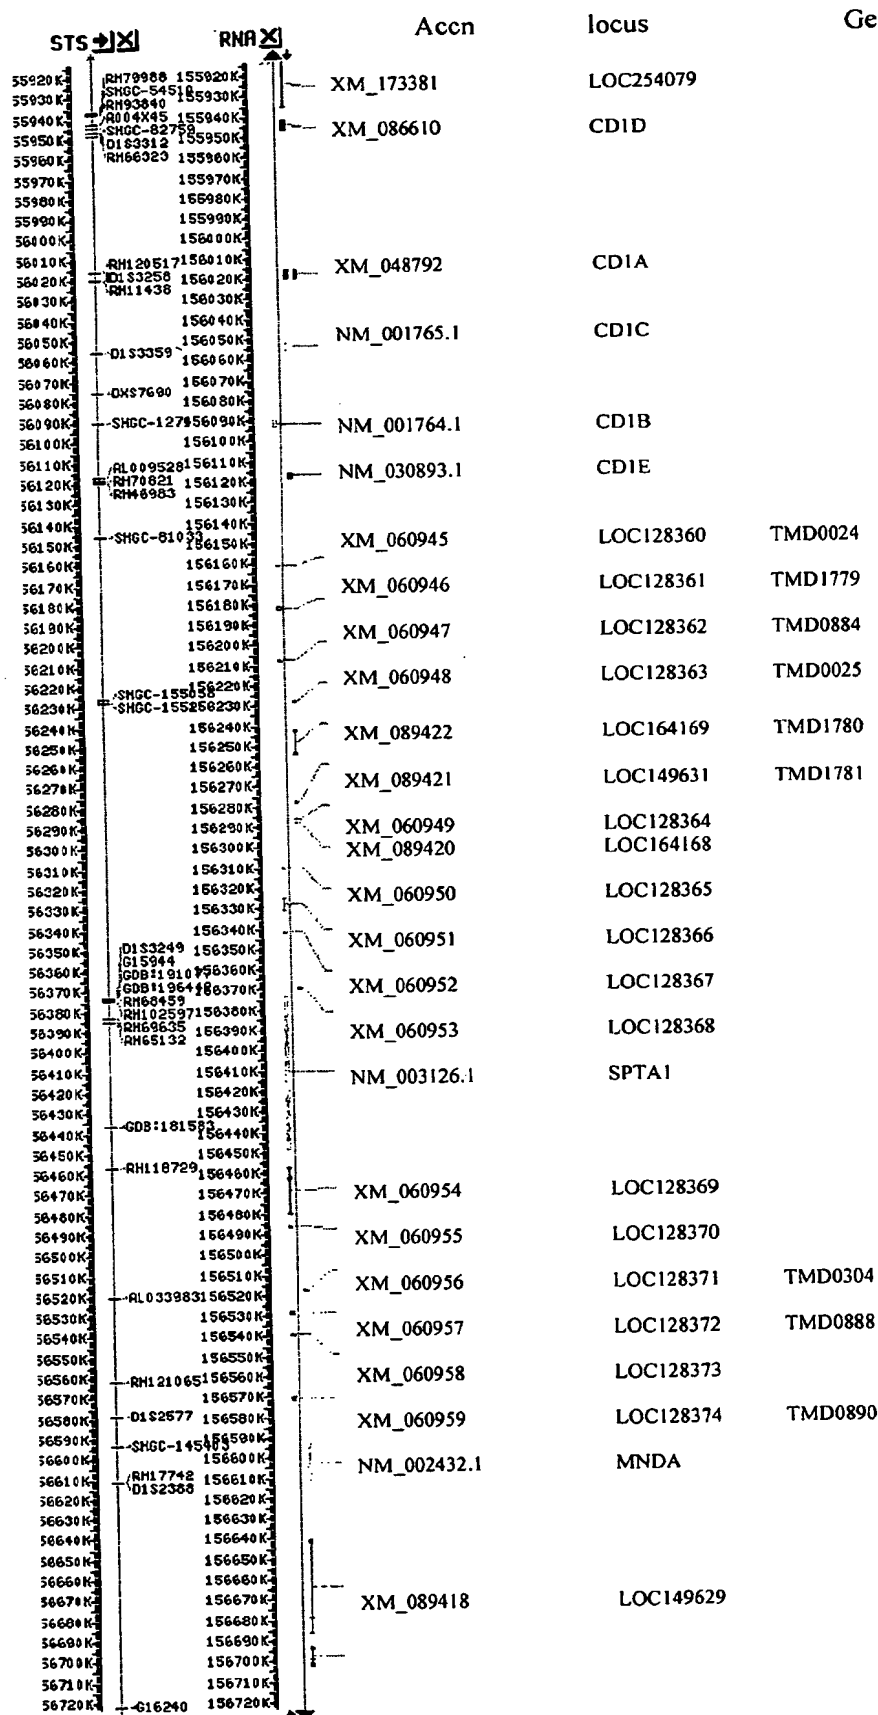 STS RNA Accn locus Ge
55920K RH79988 155920K XM_173381 LOC254079
55930K SHGC-54510 155930K
RH93840
55940K A004X45 155940K XM_086610 CD1D
SHGC-82759
55950K D1S3312 155950K
55960K RH66323 155960K
55970K 155970K
55980K 155980K
55990K 155990K
56000K 156000K
56010K RH120517 156010K XM_048792 CD1A
56020K D1S3258 156020K
RH11438
56030K 156030K
56040K 156040K
56050K 156050K NM_001765.1 CD1C
56060K D1S3359 156060K
56070K 156070K
56080K DXS7690 156080K
56090K SHGC-127 156090K NM_001764.1 CD1B
56100K 156100K
56110K AL009528 156110K NM_030893.1 CD1E
56120K RH70821 156120K
RH46983
56130K 156130K
56140K 156140K
56150K SHGC-81033 156150K XM_060945 LOC128360 TMD0024
56160K 156160K
56170K 156170K XM_060946 LOC128361 TMD1779
56180K 156180K
56190K 156190K XM_060947 LOC128362 TMD0884
56200K 156200K
56210K 156210K XM_060948 LOC128363 TMD0025
56220K SHGC-155058 156220K
56230K SHGC-155 156230K
56240K 156240K XM_089422 LOC164169 TMD1780
56250K 156250K
56260K 156260K
56270K 156270K XM_089421 LOC149631 TMD1781
56280K 156280K
56290K 156290K XM_060949 LOC128364
56300K 156300K XM_089420 LOC164168
56310K 156310K
56320K 156320K XM_060950 LOC128365
56330K 156330K
56340K 156340K XM_060951 LOC128366
56350K D1S3249 156350K
G15944
56360K GDB:19107 156360K XM_060952 LOC128367
56370K GDB:196448 156370K
RH68459
56380K RH102597 156380K XM_060953 LOC128368
56390K RH69635 156390K
RH65132
56400K 156400K
56410K 156410K NM_003126.1 SPTA1
56420K 156420K
56430K 156430K
56440K GDB:181583 156440K
56450K 156450K
56460K RH118729 156460K
56470K 156470K XM_060954 LOC128369
56480K 156480K
56490K 156490K XM_060955 LOC128370
56500K 156500K
56510K 156510K XM_060956 LOC128371 TMD0304
56520K AL033983 156520K
56530K 156530K XM_060957 LOC128372 TMD0888
56540K 156540K
56550K 156550K XM_060958 LOC128373
56560K RH121065 156560K
56570K 156570K
56580K D1S2577 156580K XM_060959 LOC128374 TMD0890
56590K SHGC-145403 156590K
56600K 156600K NM_002432.1 MNDA
56610K RH17742 156610K
D1S2388
56620K 156620K
56630K 156630K
56640K 156640K
56650K 156650K
56660K 156660K
56670K 156670K XM_089418 LOC149629
56680K 156680K
56690K 156690K
56700K 156700K
56710K 156710K
56720K G16240 156720K